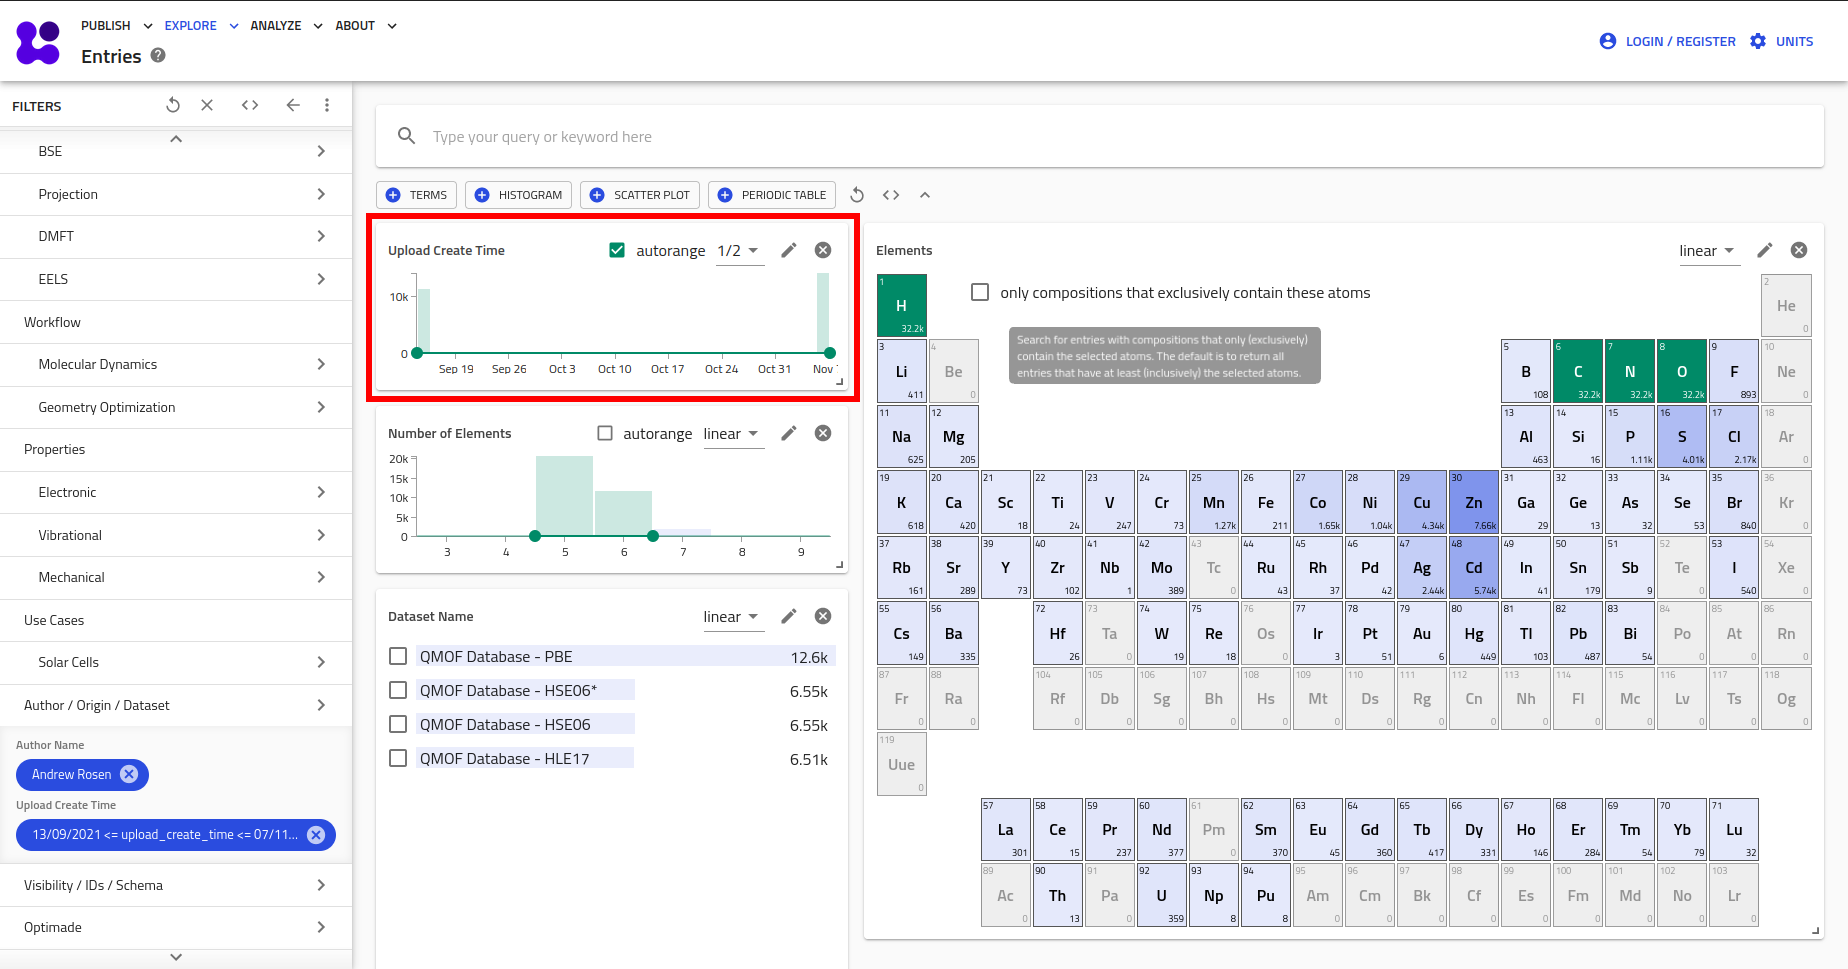 PUBLISH EXPLORE ANALYZE ABOUT
Entries ?
LOGIN / REGISTER UNITS
FILTERS
BSE
Projection
DMFT
EELS
Workflow
Molecular Dynamics
Geometry Optimization
Properties
Electronic
Vibrational
Mechanical
Use Cases
Solar Cells
Author / Origin / Dataset
Author Name
Andrew Rosen
Upload Create Time
13/09/2021 <= upload_create_time <= 07/11...
Visibility / IDs / Schema
Optimade
Type your query or keyword here
TERMS HISTOGRAM SCATTER PLOT PERIODIC TABLE
Upload Create Time autorange 1/2
10k
0
Sep 19 Sep 26 Oct 3 Oct 10 Oct 17 Oct 24 Oct 31 Nov
Number of Elements autorange linear
20k
15k
10k
5k
0
3 4 5 6 7 8 9
Dataset Name linear
QMOF Database - PBE 12.6k
QMOF Database - HSE06* 6.55k
QMOF Database - HSE06 6.55k
QMOF Database - HLE17 6.51k
Elements linear
only compositions that exclusively contain these atoms
Search for entries with compositions that only (exclusively)
contain the selected atoms. The default is to return all
entries that have at least (inclusively) the selected atoms.
1 2
H He
32.2k 0
3 4 5 6 7 8 9 10
Li Be B C N O F Ne
411 0 108 32.2k 32.2k 32.2k 893 0
11 12 13 14 15 16 17 18
Na Mg Al Si P S Cl Ar
625 205 463 16 1.11k 4.01k 2.17k 0
19 20 21 22 23 24 25 26 27 28 29 30 31 32 33 34 35 36
K Ca Sc Ti V Cr Mn Fe Co Ni Cu Zn Ga Ge As Se Br Kr
618 420 18 24 247 73 1.27k 211 1.65k 1.04k 4.34k 7.66k 29 13 32 53 840 0
37 38 39 40 41 42 43 44 45 46 47 48 49 50 51 52 53 54
Rb Sr Y Zr Nb Mo Tc Ru Rh Pd Ag Cd In Sn Sb Te I Xe
161 289 73 102 1 389 0 43 37 42 2.44k 5.74k 41 179 9 0 540 0
55 56 72 73 74 75 76 77 78 79 80 81 82 83 84 85 86
Cs Ba Hf Ta W Re Os Ir Pt Au Hg Tl Pb Bi Po At Rn
149 335 26 0 19 18 0 3 51 6 449 103 487 54 0 0 0
87 88 104 105 106 107 108 109 110 111 112 113 114 115 116 117 118
Fr Ra Rf Db Sg Bh Hs Mt Ds Rg Cn Nh Fl Mc Lv Ts Og
0 0 0 0 0 0 0 0 0 0 0 0 0 0 0 0 0
119
Uue
0
57 58 59 60 61 62 63 64 65 66 67 68 69 70 71
La Ce Pr Nd Pm Sm Eu Gd Tb Dy Ho Er Tm Yb Lu
301 15 237 377 0 370 45 360 417 331 146 284 54 79 32
89 90 91 92 93 94 95 96 97 98 99 100 101 102 103
Ac Th Pa U Np Pu Am Cm Bk Cf Es Fm Md No Lr
0 13 0 359 8 8 0 0 0 0 0 0 0 0 0